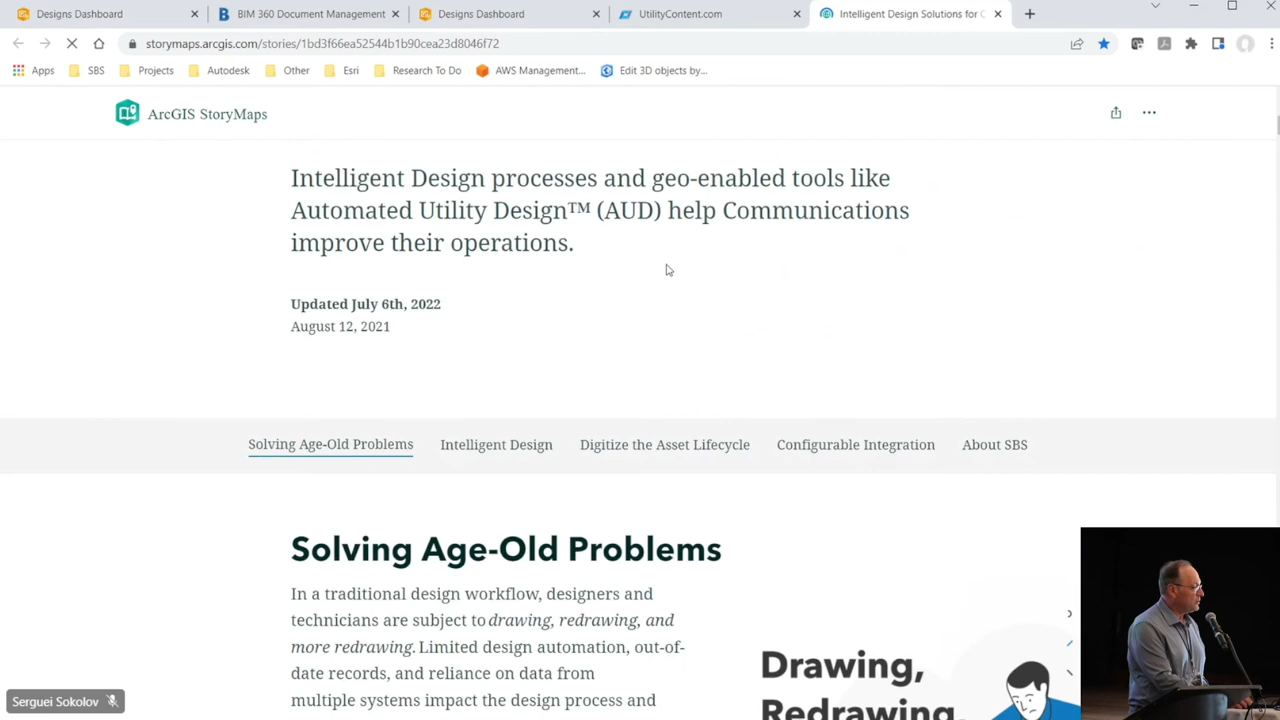 Designs Dashboard
BIM 360 Document Management
Designs Dashboard
UtilityContent.com
Intelligent Design Solutions for C
storymaps.arcgis.com/stories/1bd3f66ea52544b1b90cea23d8046f72
Apps
SBS
Projects
Autodesk
Other
Esri
Research To Do
AWS Management...
Edit 3D objects by...
ArcGIS StoryMaps
Intelligent Design processes and geo-enabled tools like
Automated Utility Design™ (AUD) help Communications
improve their operations.
Updated July 6th, 2022
August 12, 2021
Solving Age-Old Problems
Intelligent Design
Digitize the Asset Lifecycle
Configurable Integration
About SBS
Solving Age-Old Problems
In a traditional design workflow, designers and
technicians are subject to drawing, redrawing, and
more redrawing. Limited design automation, out-of-
date records, and reliance on data from
multiple systems impact the design process and
Drawing,
Redrawing,
Serguei Sokolov